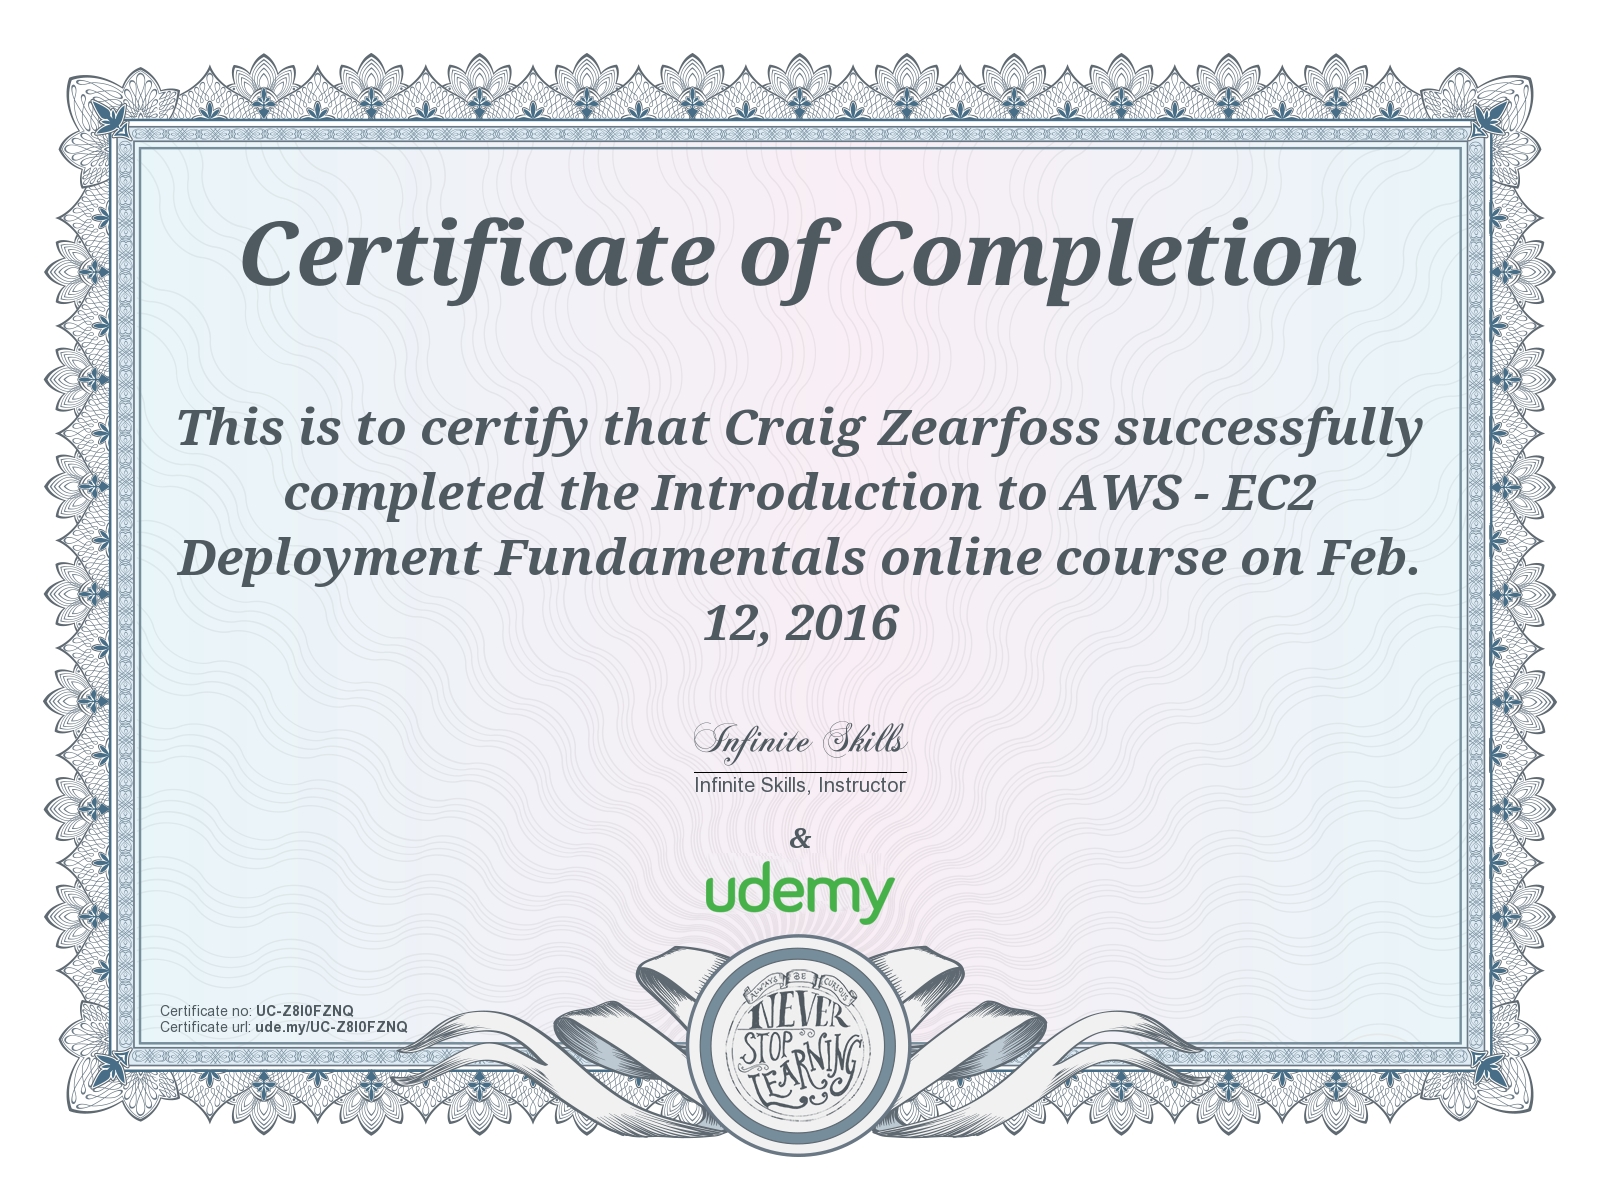 Certificate of Completion
This is to certify that Craig Zearfoss successfully
completed the Introduction to AWS - EC2
Deployment Fundamentals online course on Feb.
12, 2016
Infinite Skills
Infinite Skills, Instructor
&
udemy
Certificate no: UC-Z8I0FZNQ
Certificate url: ude.my/UC-Z8I0FZNQ
ALWAYS BE CURIOUS
NEVER
STOP
LEARNING